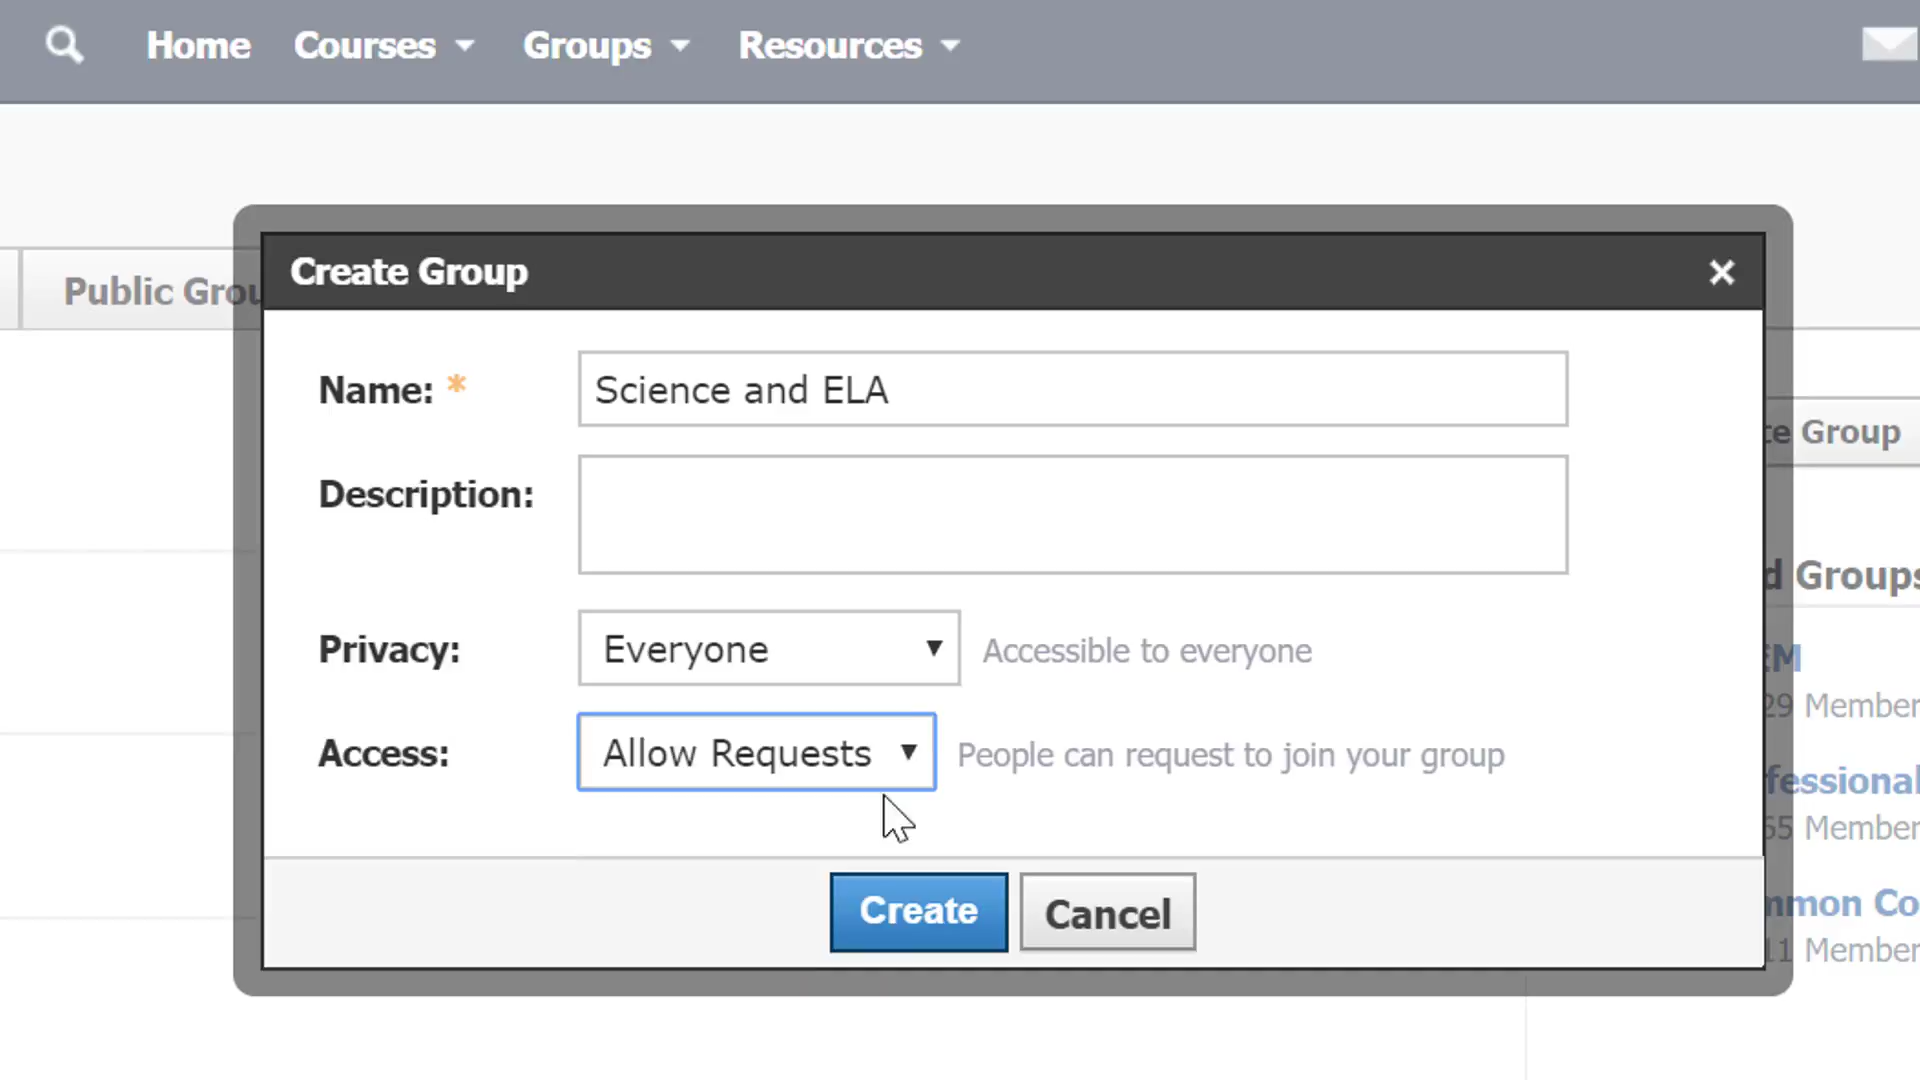 Home Courses Groups Resources
Public Grou
Create Group
Name: *
Science and ELA
Description:
Privacy:
Everyone
Accessible to everyone
Access:
Allow Requests
People can request to join your group
Create
Cancel
te Group
d Groups
EM
29 Member
fessional
65 Member
mmon Co
11 Member